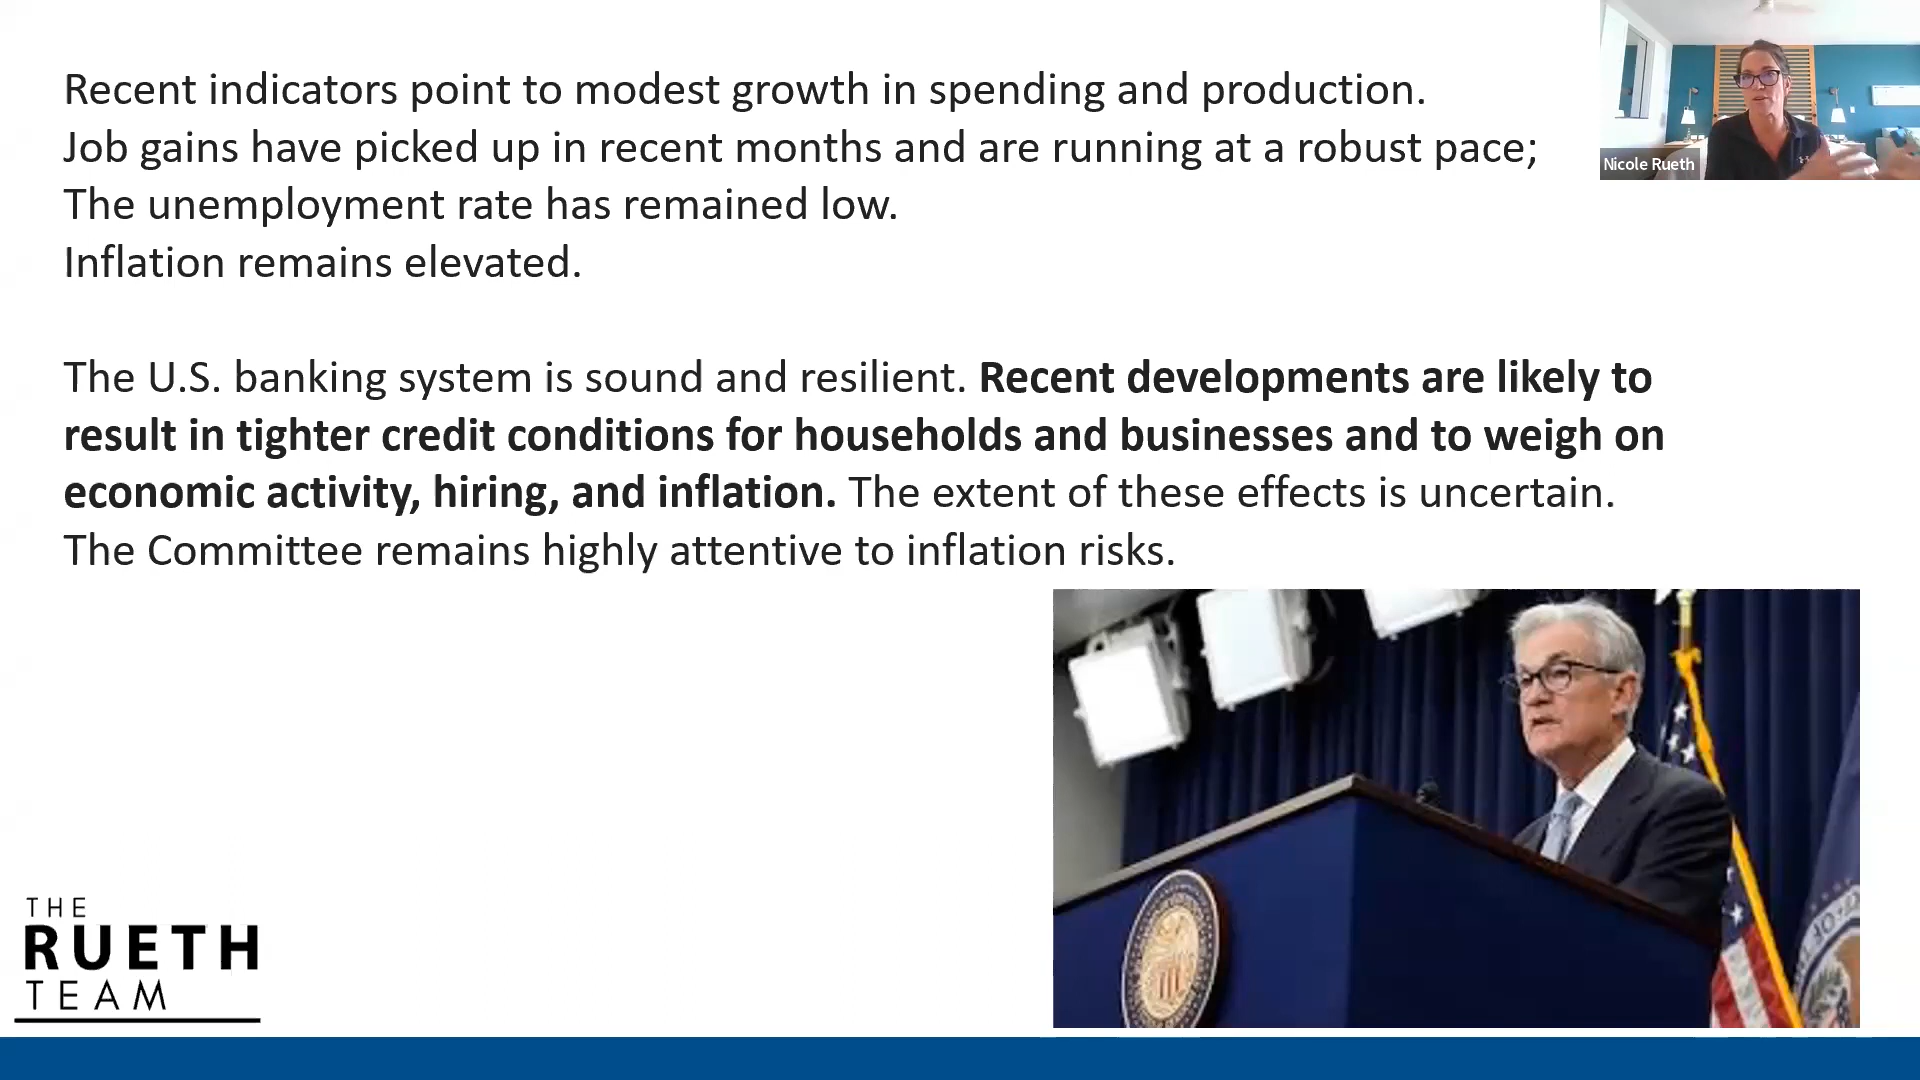 Recent indicators point to modest growth in spending and production.
Job gains have picked up in recent months and are running at a robust pace;
The unemployment rate has remained low.
Inflation remains elevated.
The U.S. banking system is sound and resilient. Recent developments are likely to
result in tighter credit conditions for households and businesses and to weigh on
economic activity, hiring, and inflation. The extent of these effects is uncertain.
The Committee remains highly attentive to inflation risks.
Nicole Rueth
THE
RUETH
TEAM